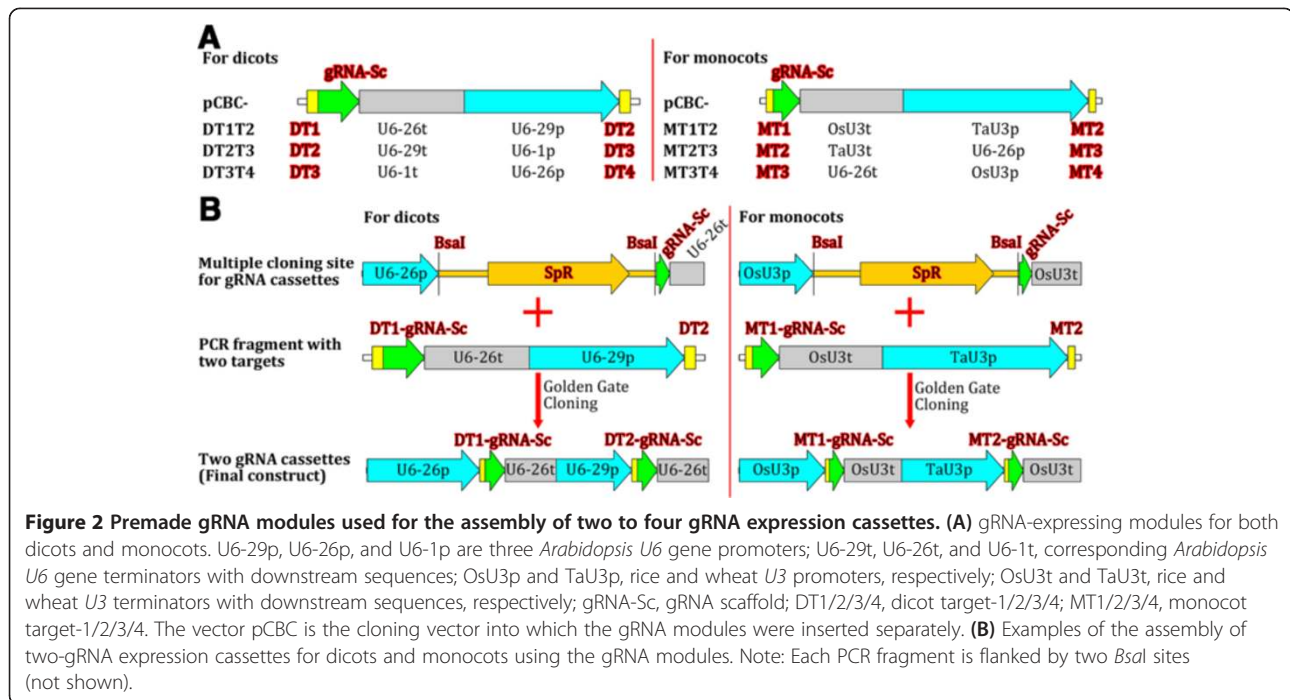 A
For dicots
For monocots
gRNA-Sc
gRNA-Sc
pCBC-
pCBC-
DT1T2 DT1 U6-26t U6-29p DT2
MT1T2 MT1 OsU3t TaU3p MT2
DT2T3 DT2 U6-29t U6-1p DT3
MT2T3 MT2 TaU3t U6-26p MT3
DT3T4 DT3 U6-1t U6-26p DT4
MT3T4 MT3 U6-26t OsU3p MT4
B
For dicots
For monocots
BsaI BsaI gRNA-Sc U6-26t
BsaI BsaI gRNA-Sc
Multiple cloning site
for gRNA cassettes
U6-26p SpR
OsU3p SpR OsU3t
+ +
DT1-gRNA-Sc DT2
MT1-gRNA-Sc MT2
PCR fragment with
two targets
U6-26t U6-29p
OsU3t TaU3p
Golden Gate
Cloning
Golden Gate
Cloning
DT1-gRNA-Sc DT2-gRNA-Sc
MT1-gRNA-Sc MT2-gRNA-Sc
Two gRNA cassettes
(Final construct)
U6-26p U6-26t U6-29p U6-26t
OsU3p OsU3t TaU3p OsU3t
Figure 2 Premade gRNA modules used for the assembly of two to four gRNA expression cassettes. (A) gRNA-expressing modules for both
dicots and monocots. U6-29p, U6-26p, and U6-1p are three Arabidopsis U6 gene promoters; U6-29t, U6-26t, and U6-1t, corresponding Arabidopsis
U6 gene terminators with downstream sequences; OsU3p and TaU3p, rice and wheat U3 promoters, respectively; OsU3t and TaU3t, rice and
wheat U3 terminators with downstream sequences, respectively; gRNA-Sc, gRNA scaffold; DT1/2/3/4, dicot target-1/2/3/4; MT1/2/3/4, monocot
target-1/2/3/4. The vector pCBC is the cloning vector into which the gRNA modules were inserted separately. (B) Examples of the assembly of
two-gRNA expression cassettes for dicots and monocots using the gRNA modules. Note: Each PCR fragment is flanked by two BsaI sites
(not shown).